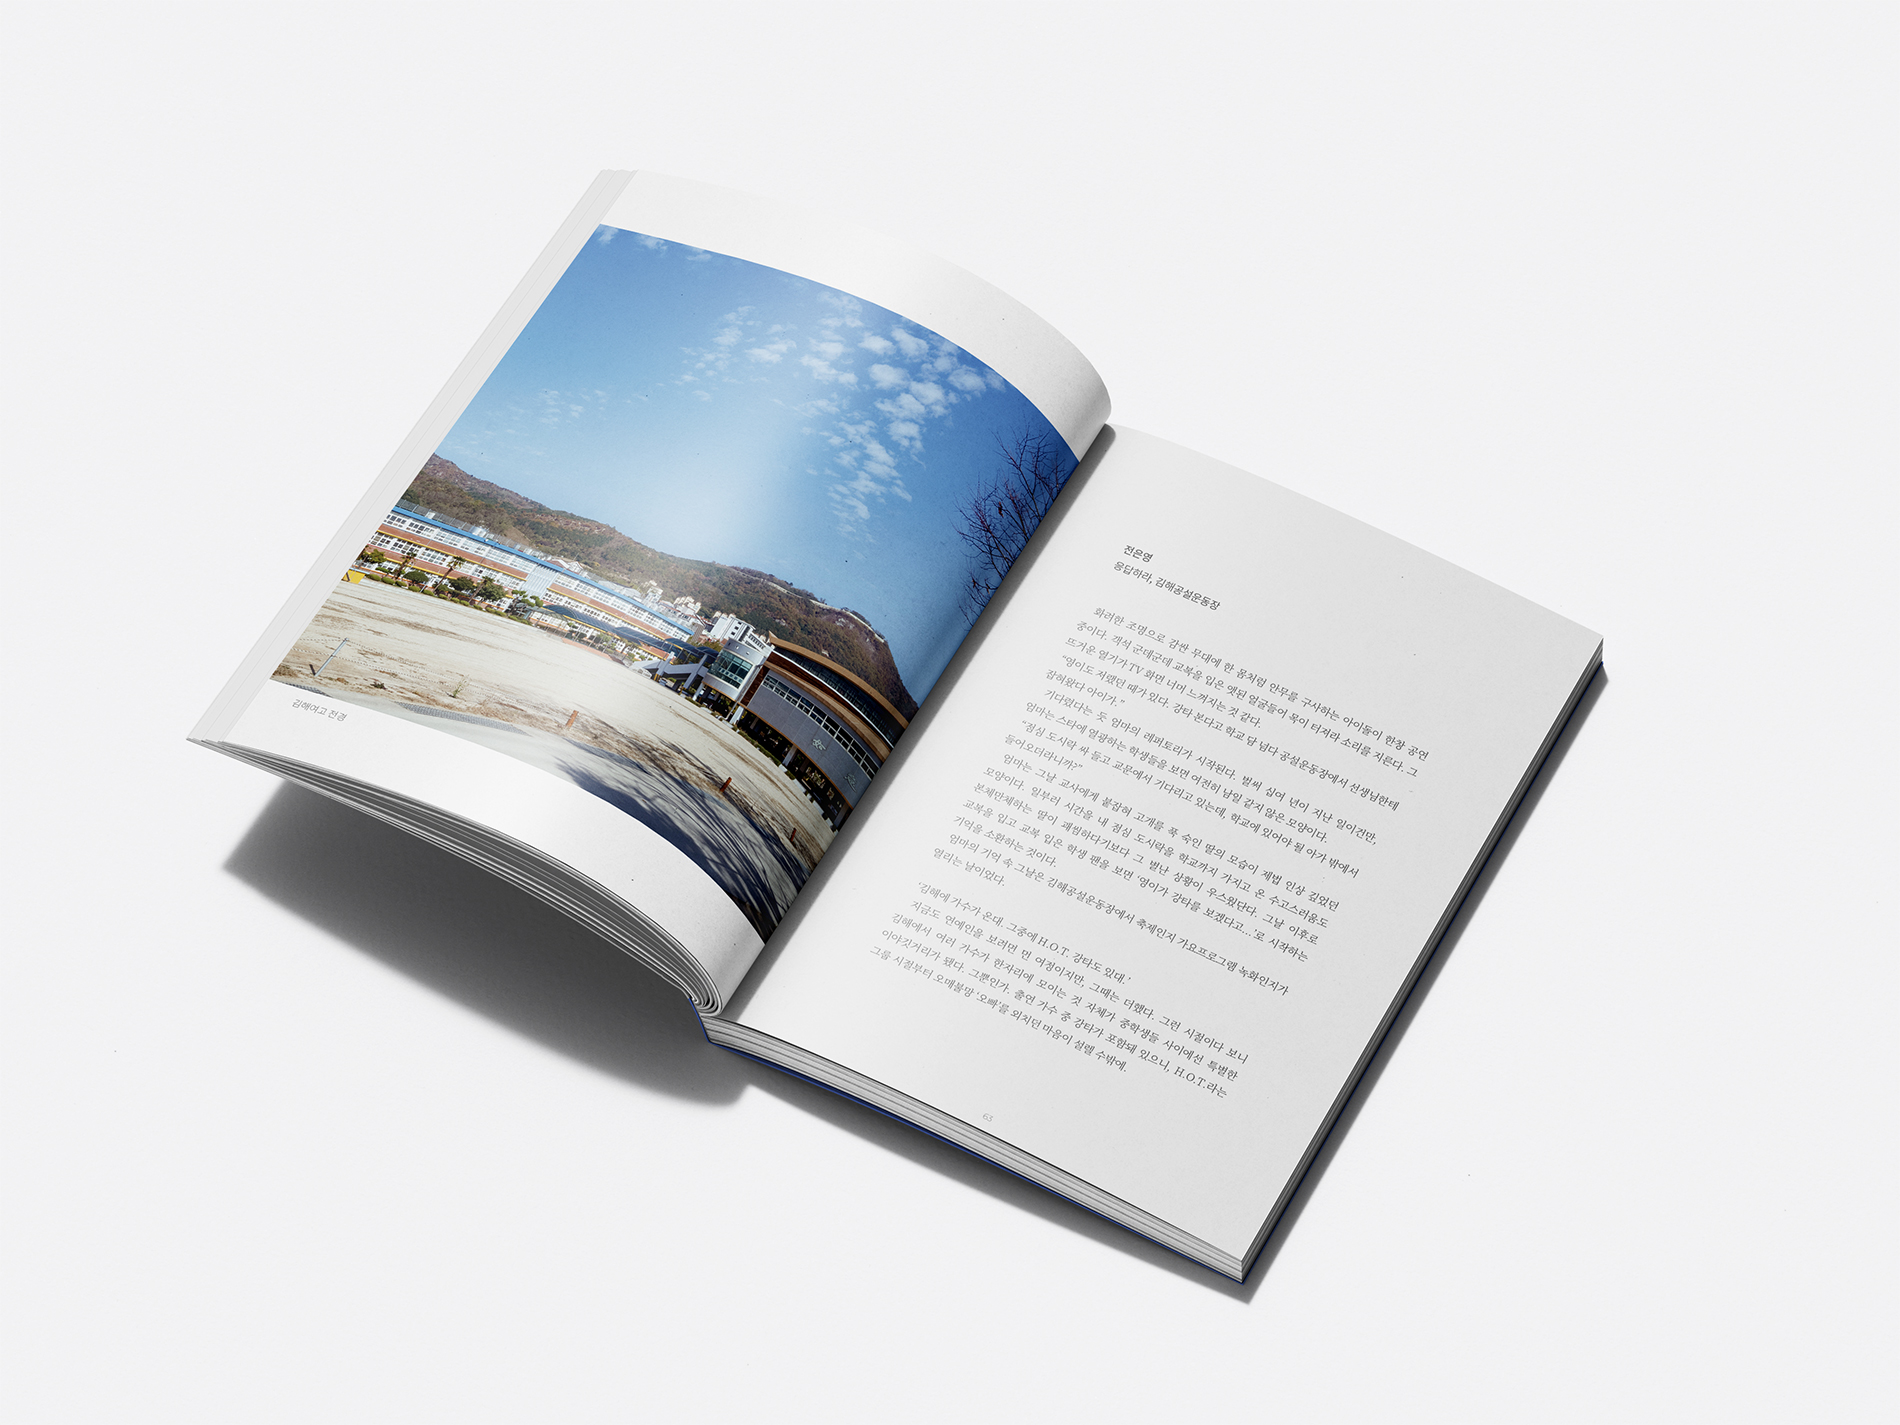 김해여고 전경
전은영
응답하라, 김해공설운동장
화려한 조명으로 감싼 무대에 한 몸처럼 안무를 구사하는 아이돌이 한창 공연
중이다. 객석 군데군데 교복을 입은 앳된 얼굴들이 목이 터져라 소리를 지른다. 그
뜨거운 열기가 TV 화면 너머 느껴지는 것 같다.
“영이도 저랬던 때가 있다. 강타 본다고 학교 담 넘다 공설운동장에서 선생님한테
잡혀왔다 아이가.”
기다렸다는 듯 엄마의 레퍼토리가 시작된다. 벌써 십여 년이 지난 일이건만,
엄마는 스타에 열광하는 학생들을 보면 여전히 남일 같지 않은 모양이다.
“점심 도시락 싸 들고 교문에서 기다리고 있는데, 학교에 있어야 될 아가 밖에서
들어오더라니까?”
엄마는 그날 교사에게 붙잡혀 고개를 푹 숙인 딸의 모습이 제법 인상 깊었던
모양이다. 일부러 시간을 내 점심 도시락을 학교까지 가지고 온 수고스러움도
본체만체하는 딸이 괘씸하다기보다 그 별난 상황이 우스웠단다. 그날 이후로
교복을 입고 교복 입은 학생 팬을 보면 ‘영이가 강타를 보겠다고…’로 시작하는
기억을 소환하는 것이다.
엄마의 기억 속 그날은 김해공설운동장에서 축제인지 가요프로그램 녹화인지가
열리는 날이었다.
‘김해에 가수가 온대. 그중에 H.O.T. 강타도 있대.’
지금도 연예인을 보려면 먼 여정이지만, 그때는 더했다. 그런 시절이다 보니
김해에서 여러 가수가 한자리에 모이는 것 자체가 중학생들 사이에선 특별한
이야깃거리가 됐다. 그뿐인가. 출연 가수 중 강타가 포함돼 있으니, H.O.T.라는
그룹 시절부터 오매불망 ‘오빠’를 외치던 마음이 설렐 수밖에.
63